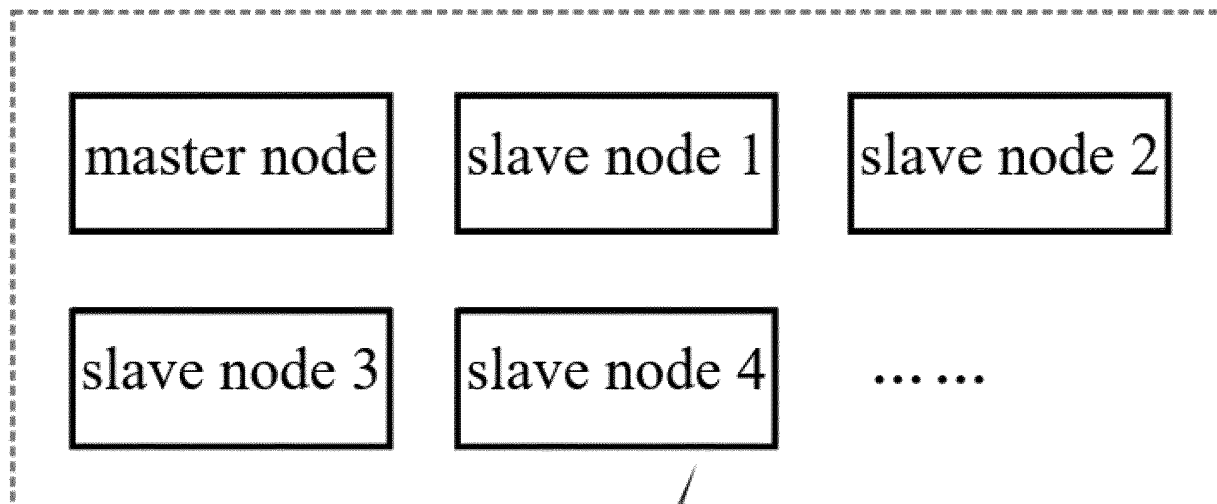 master node
slave node 1
slave node 2
slave node 3
slave node 4
... ...